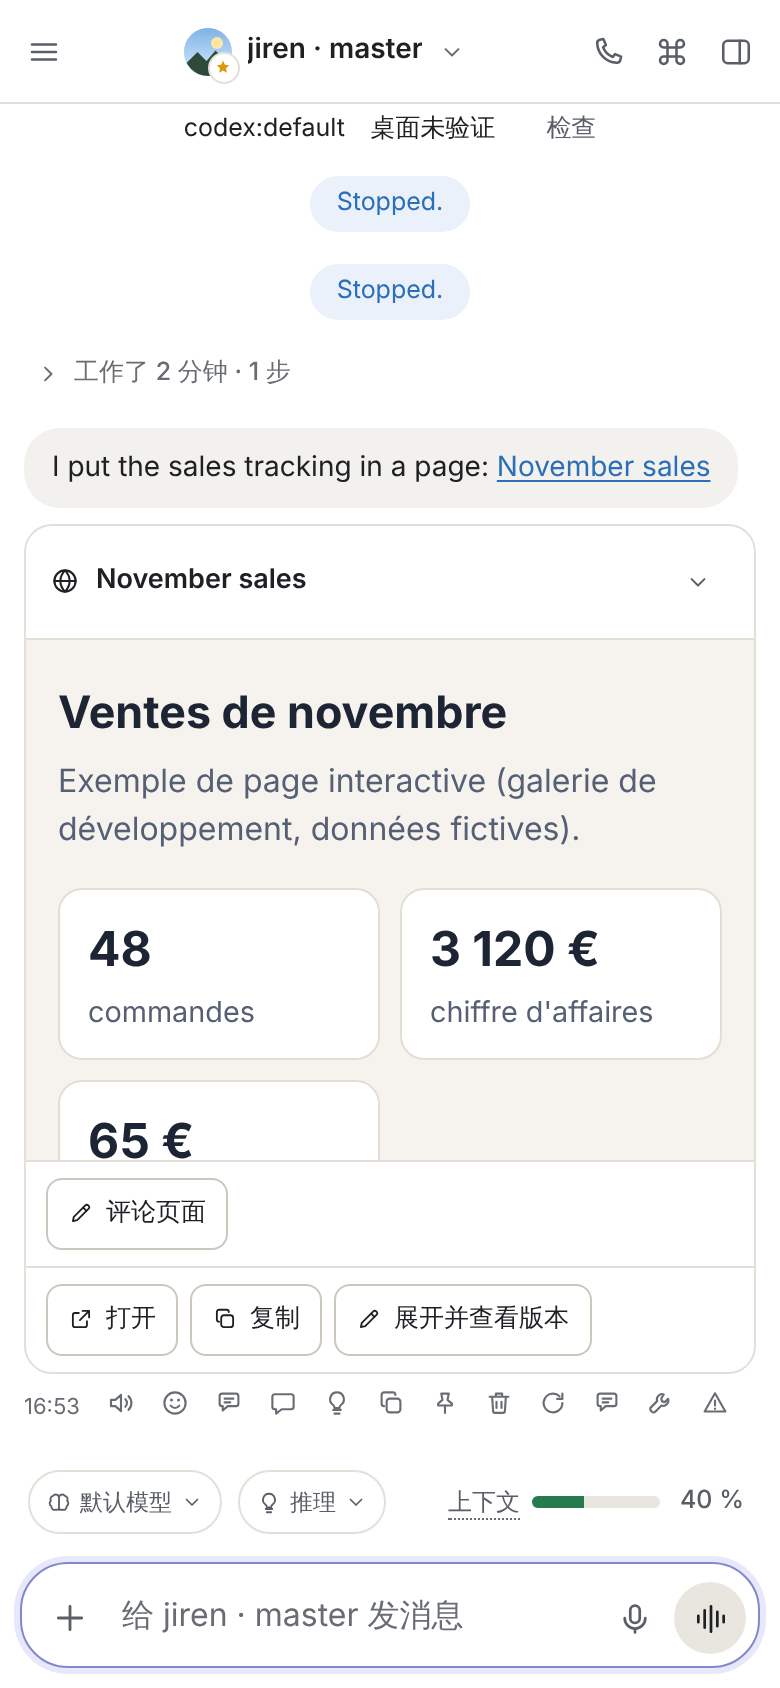 jiren · master
codex:default 桌面未验证 检查
Stopped.
Stopped.
工作了 2 分钟 · 1 步
I put the sales tracking in a page: November sales
November sales
Ventes de novembre
Exemple de page interactive (galerie de
développement, données fictives).
48
commandes
3 120 €
chiffre d'affaires
65 €
评论页面
打开 复制 展开并查看版本
16:53
默认模型 推理 上下文 40 %
给 jiren · master 发消息